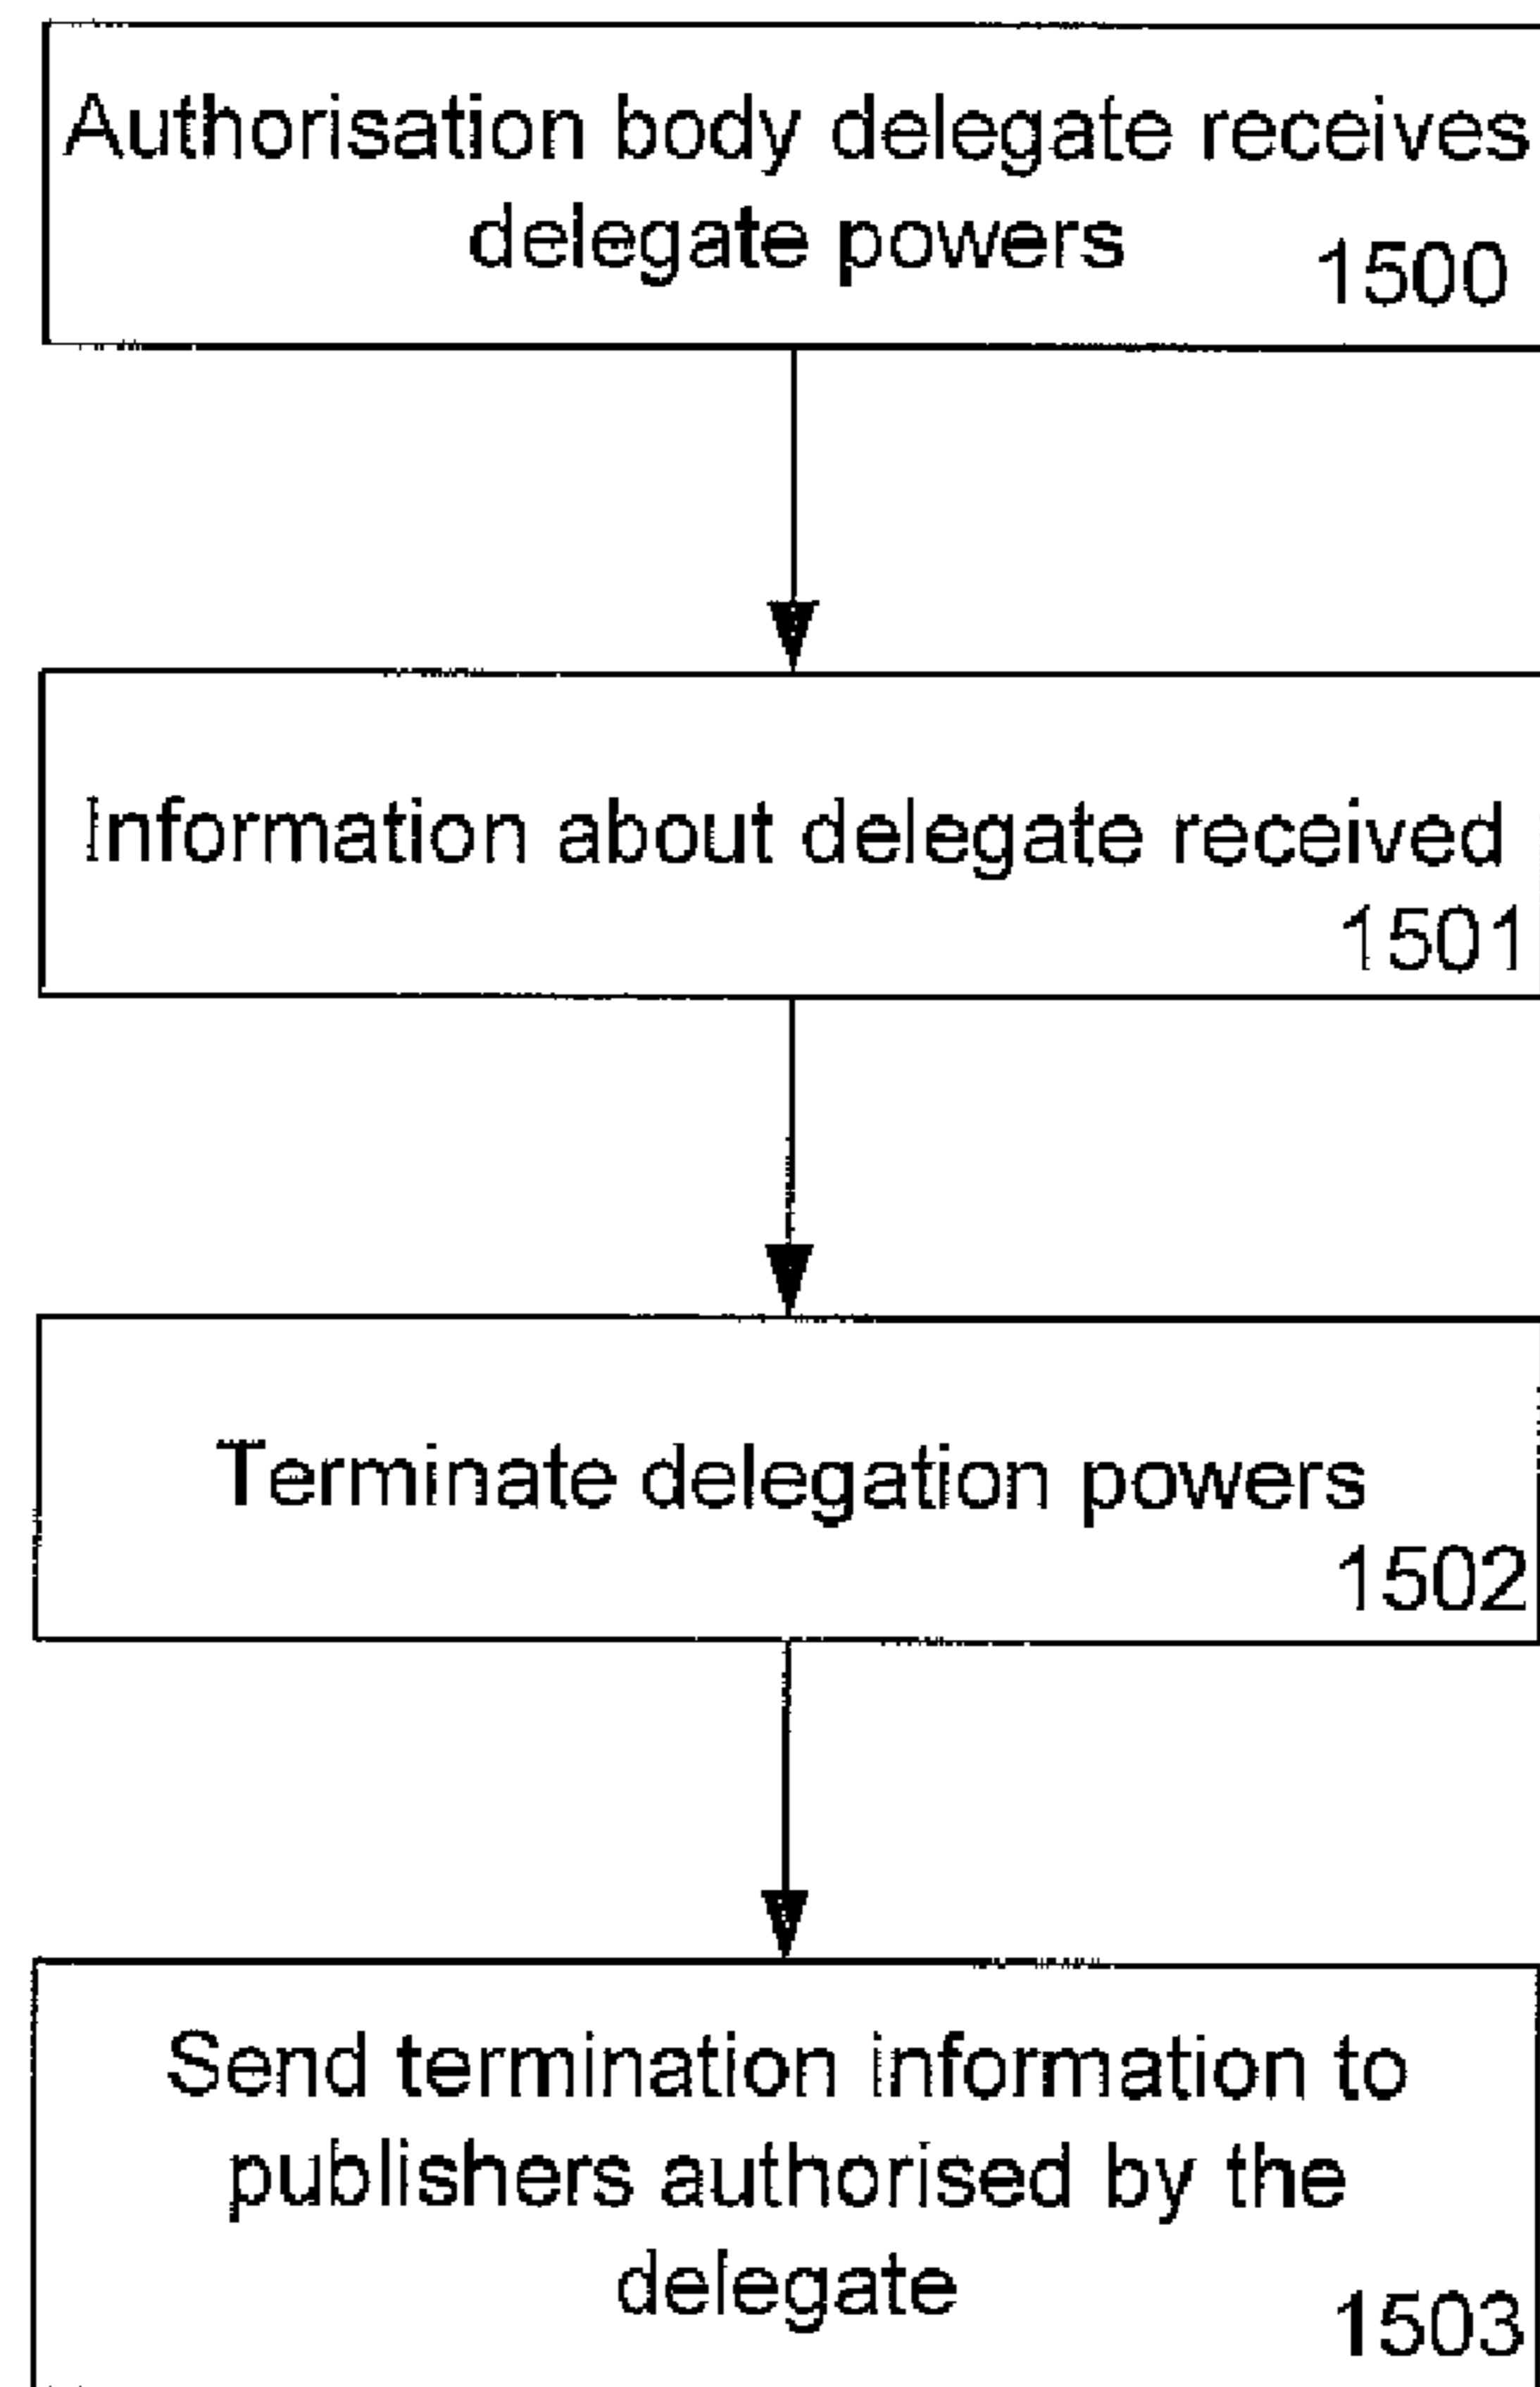 Authorisation body delegate receives
delegate powers
1500
Information about delegate received
1501
Terminate delegation powers
1502
Send termination information to
publishers authorised by the
delegate
1503